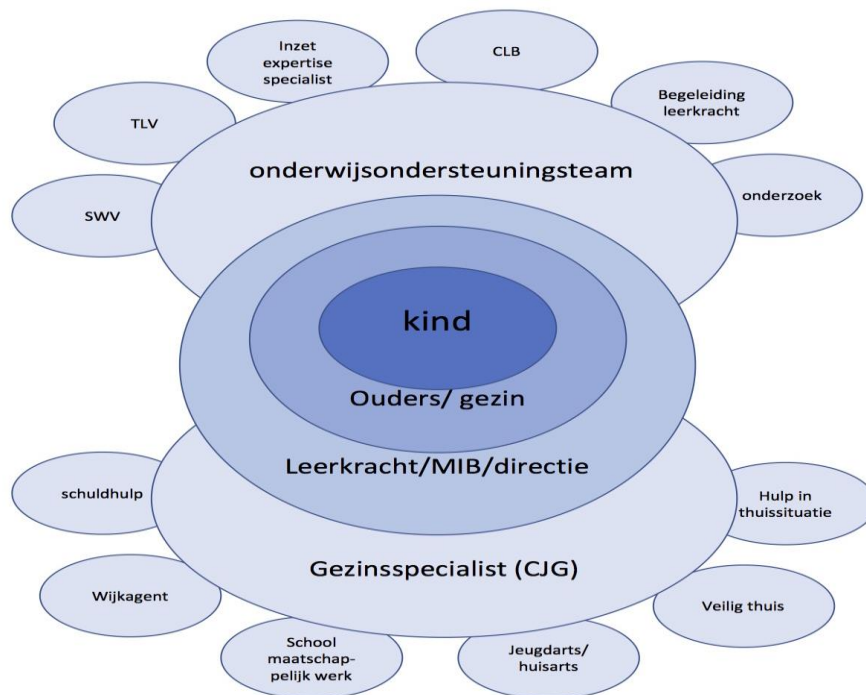 Inzet
expertise
specialist
CLB
Begeleiding
leerkracht
TLV
onderwijsondersteuningsteam
SWV
onderzoek
kind
Ouders/ gezin
Leerkracht/MIB/directie
schuldhulp
Hulp in
thuissituatie
Gezinsspecialist (CJG)
Wijkagent
Veilig thuis
School
maatschap-
pelijk werk
Jeugdarts/
huisarts